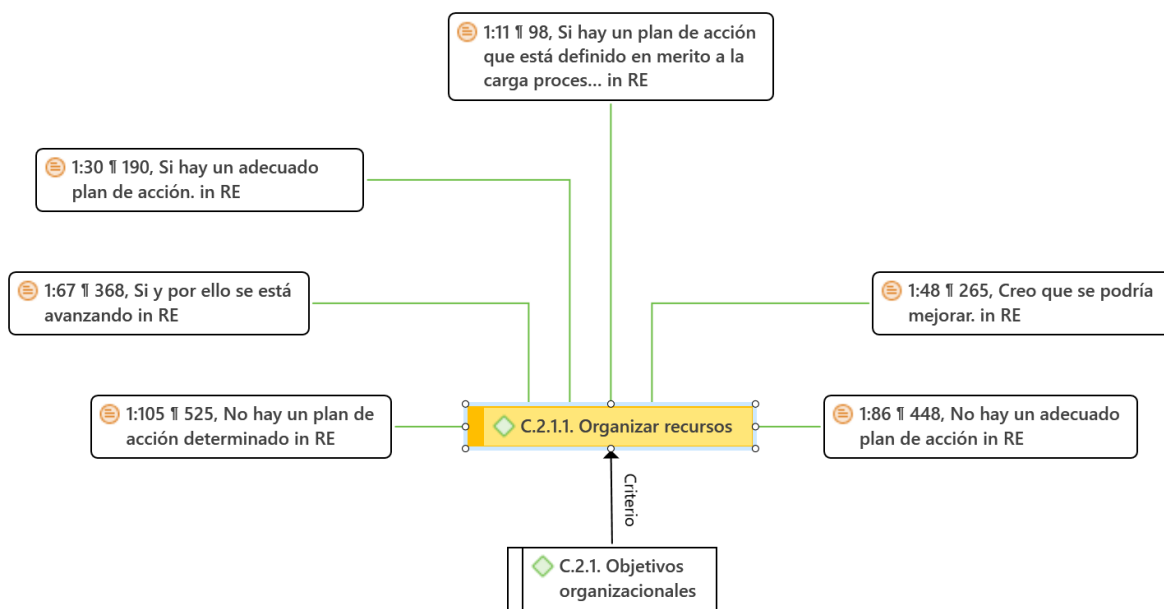 1:11 ¶ 98, Si hay un plan de acción
que está definido en merito a la
carga proces... in RE
1:30 ¶ 190, Si hay un adecuado
plan de acción. in RE
1:67 ¶ 368, Si y por ello se está
avanzando in RE
1:48 ¶ 265, Creo que se podría
mejorar. in RE
1:105 ¶ 525, No hay un plan de
acción determinado in RE
C.2.1.1. Organizar recursos
1:86 ¶ 448, No hay un adecuado
plan de acción in RE
Criterio
C.2.1. Objetivos
organizacionales